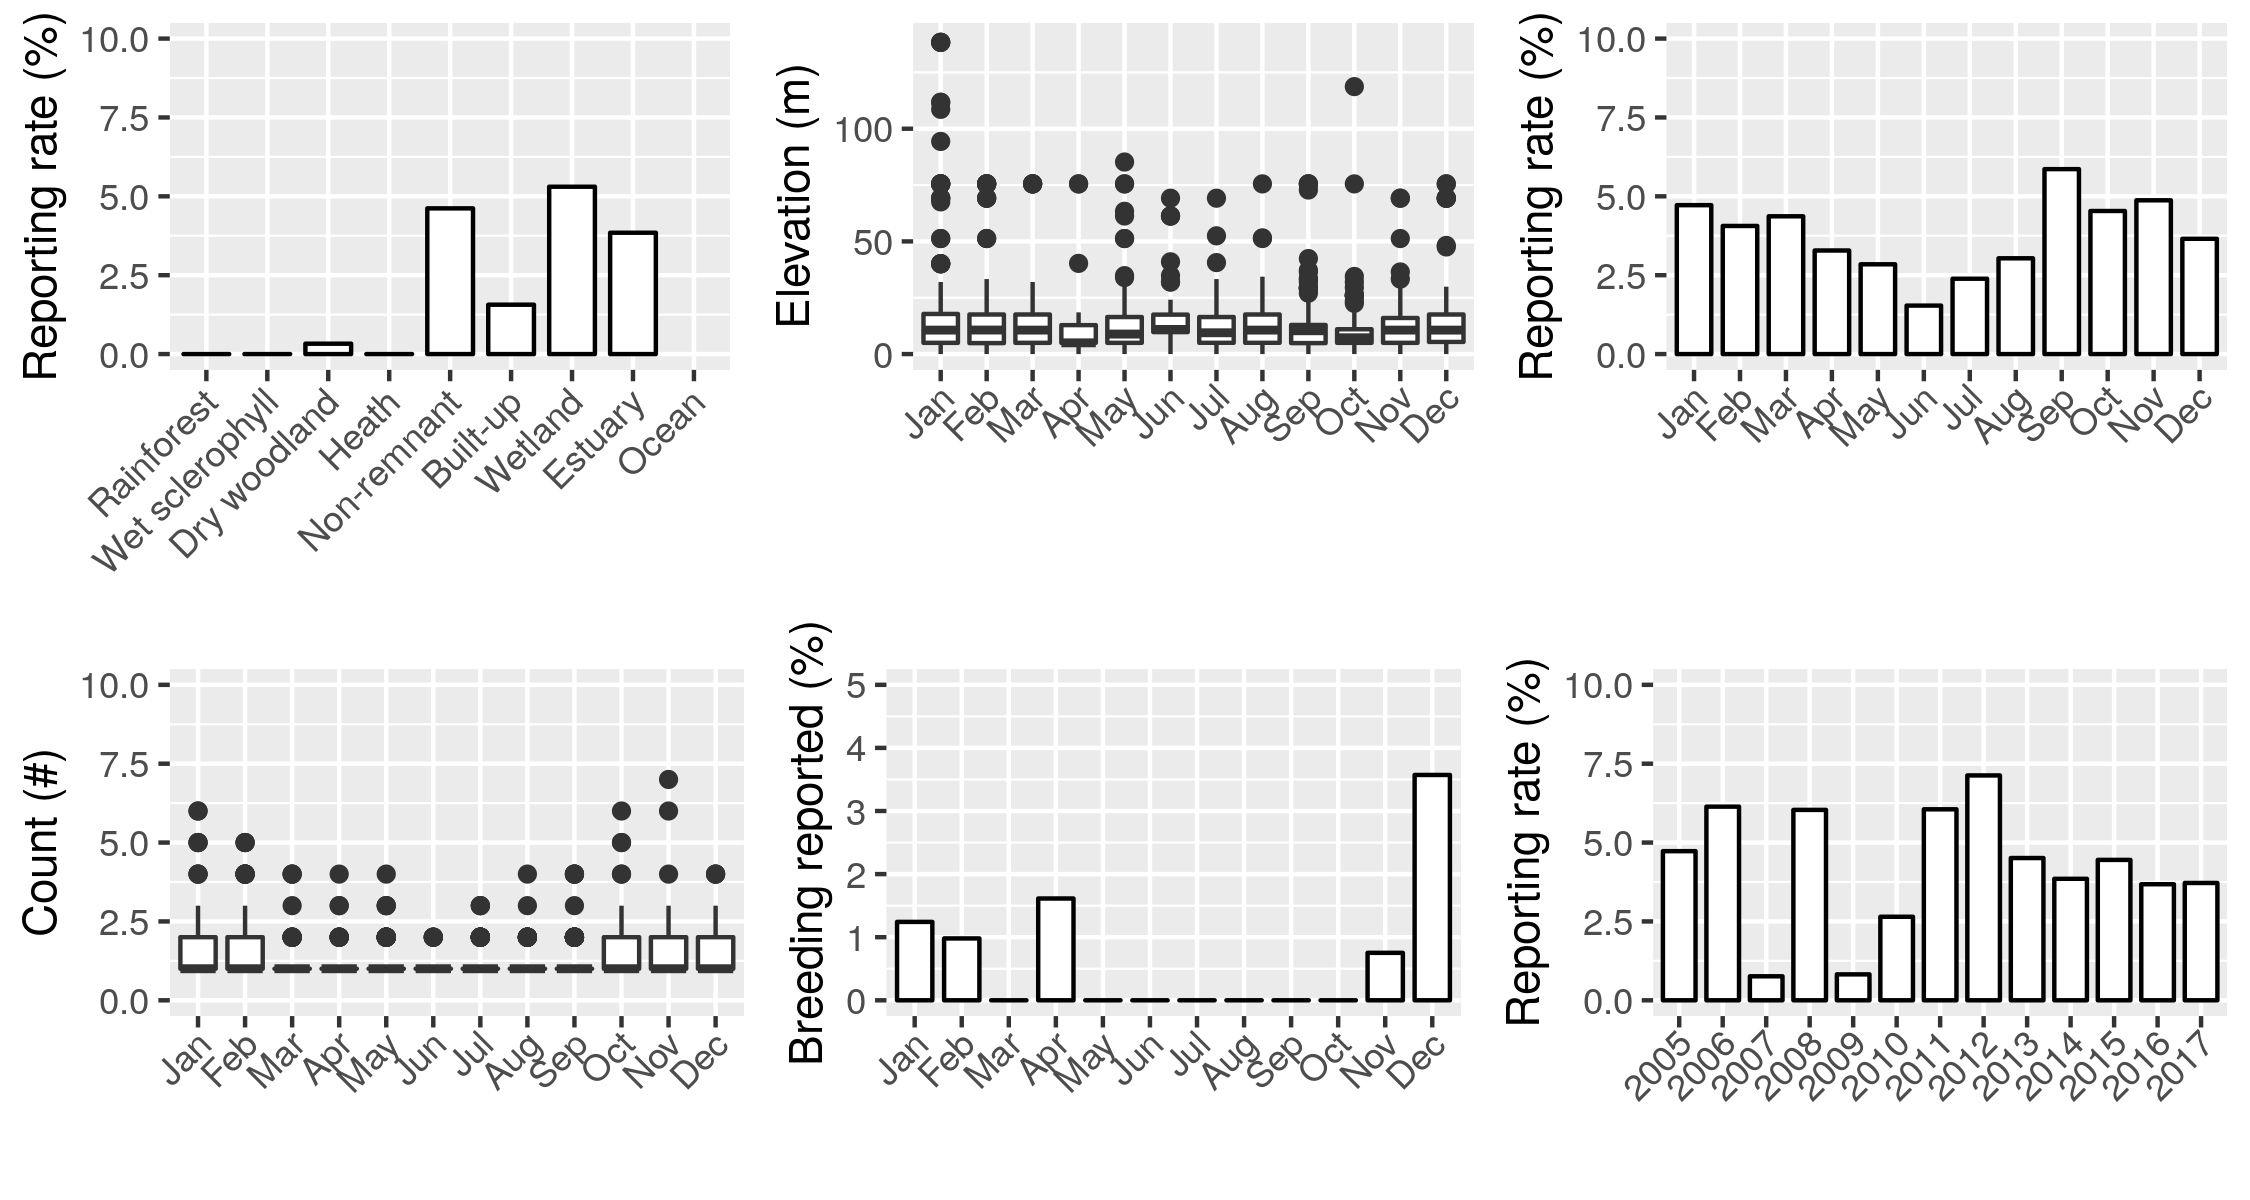 Reporting rate (%)
10.0
7.5
5.0
2.5
0.0
Rainforest
Wet sclerophyll
Dry woodland
Heath
Non-remnant
Built-up
Wetland
Estuary
Ocean
Elevation (m)
100
50
0
Jan
Feb
Mar
Apr
May
Jun
Jul
Aug
Sep
Oct
Nov
Dec
Reporting rate (%)
10.0
7.5
5.0
2.5
0.0
Jan
Feb
Mar
Apr
May
Jun
Jul
Aug
Sep
Oct
Nov
Dec
Count (#)
10.0
7.5
5.0
2.5
0.0
Jan
Feb
Mar
Apr
May
Jun
Jul
Aug
Sep
Oct
Nov
Dec
Breeding reported (%)
5
4
3
2
1
0
Jan
Feb
Mar
Apr
May
Jun
Jul
Aug
Sep
Oct
Nov
Dec
Reporting rate (%)
10.0
7.5
5.0
2.5
0.0
2005
2006
2007
2008
2009
2010
2011
2012
2013
2014
2015
2016
2017